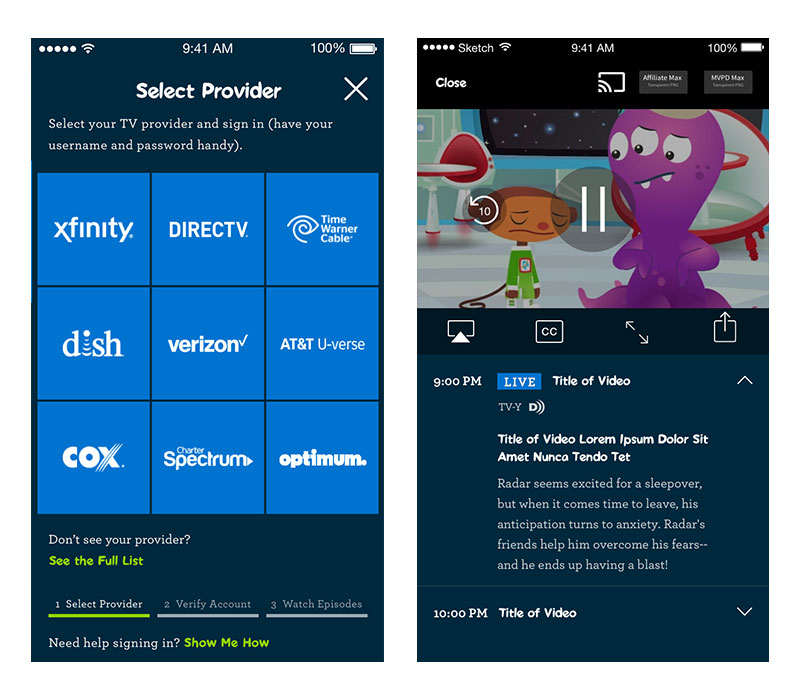 9:41 AM
100%
Select Provider
Select your TV provider and sign in (have your
username and password handy).
xfinity
DIRECTV
Time
Warner
Cable
dish
verizon
AT&T U-verse
COX
Charter
Spectrum
optimum.
Don't see your provider?
See the Full List
1 Select Provider
2 Verify Account
3 Watch Episodes
Need help signing in? Show Me How
Sketch
9:41 AM
100%
Close
Affiliate Max
Transparent PNG
MVPD Max
Transparent PNG
10
CC
9:00 PM LIVE Title of Video
TV-Y D))
Title of Video Lorem Ipsum Dolor Sit
Amet Nunca Tendo Tet
Radar seems excited for a sleepover,
but when it comes time to leave, his
anticipation turns to anxiety. Radar's
friends help him overcome his fears--
and he ends up having a blast!
10:00 PM Title of Video